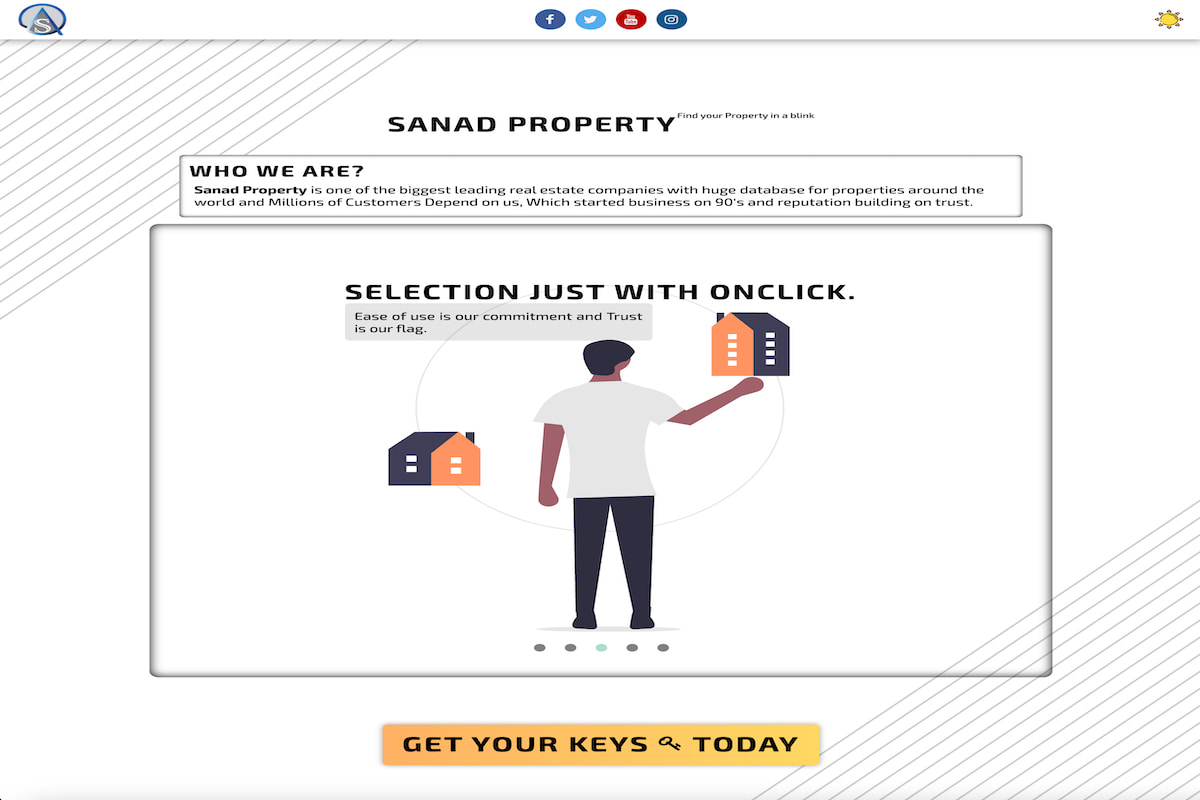 SANAD PROPERTY Find your Property in a blink
WHO WE ARE?
Sanad Property is one of the biggest leading real estate companies with huge database for properties around the
world and Millions of Customers Depend on us, Which started business on 90's and reputation building on trust.
SELECTION JUST WITH ONCLICK.
Ease of use is our commitment and Trust
is our flag.
GET YOUR KEYS TODAY